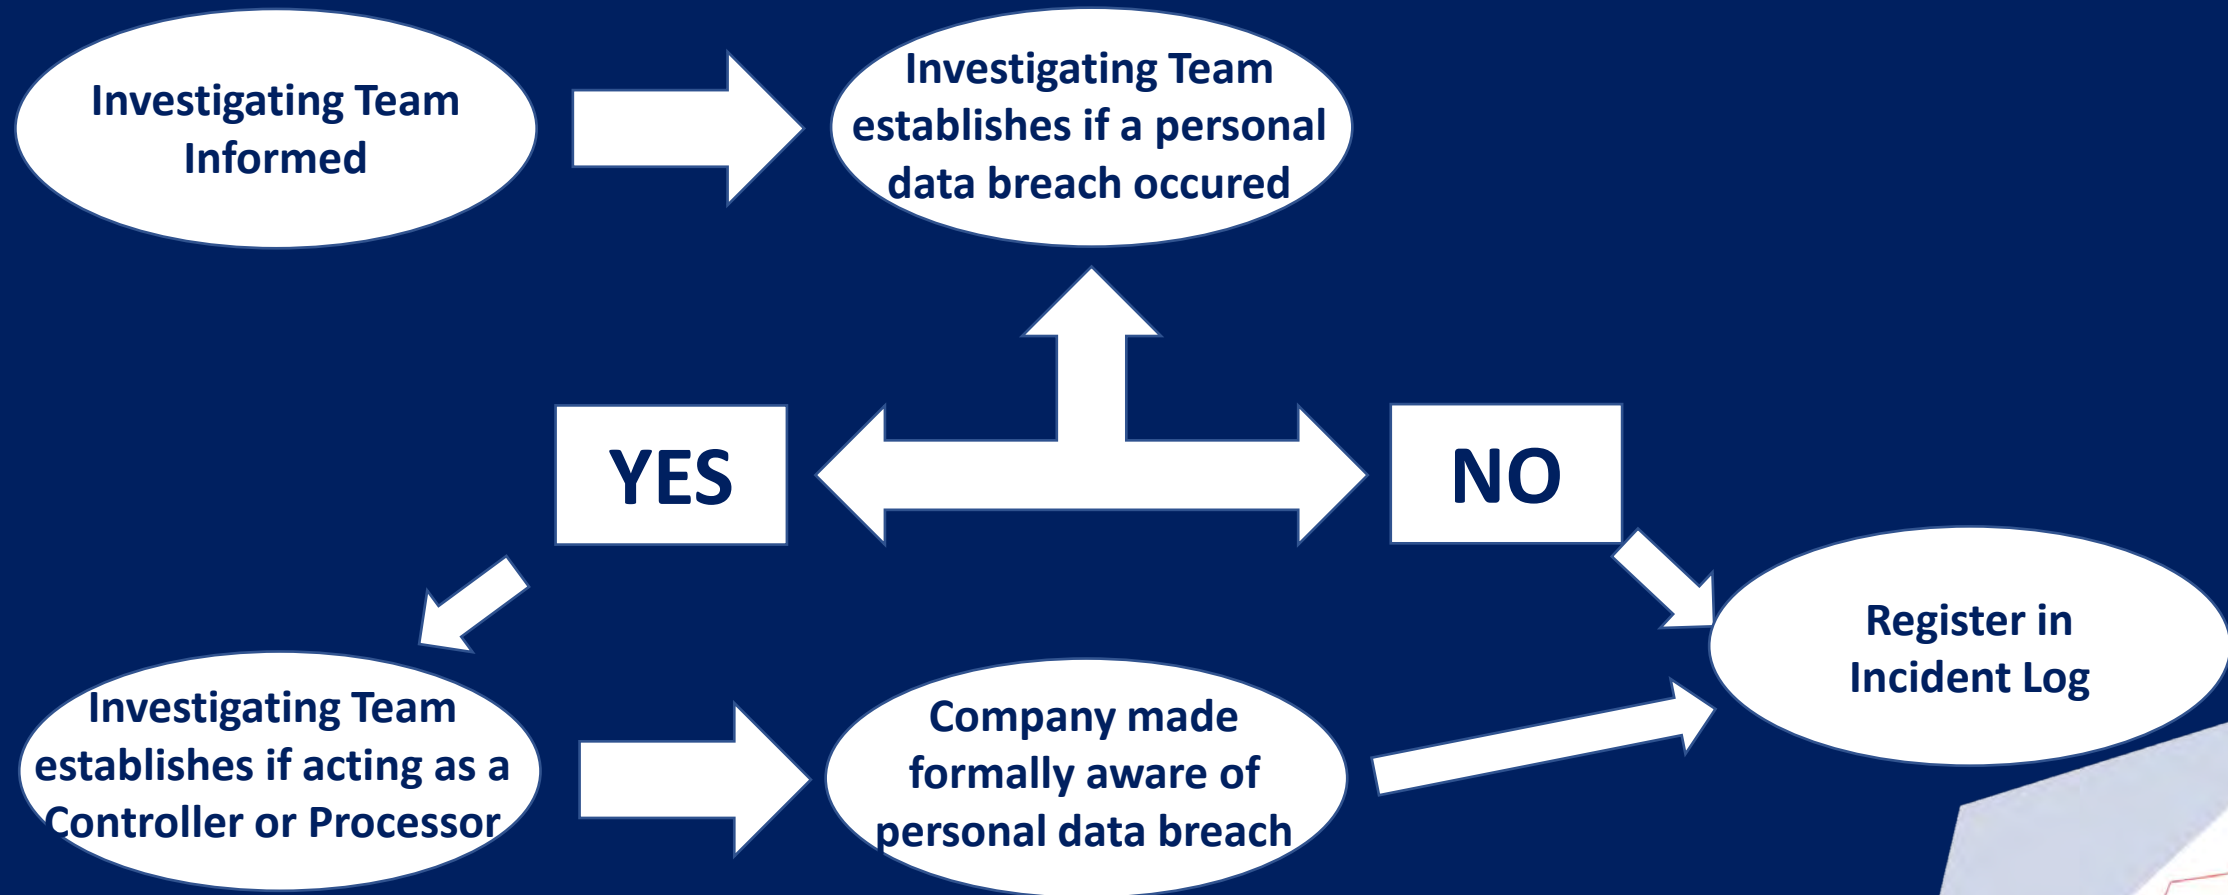 Investigating Team
Informed
Investigating Team
establishes if a personal
data breach occured
YES
NO
Register in
Incident Log
Investigating Team
establishes if acting as a
Controller or Processor
Company made
formally aware of
personal data breach